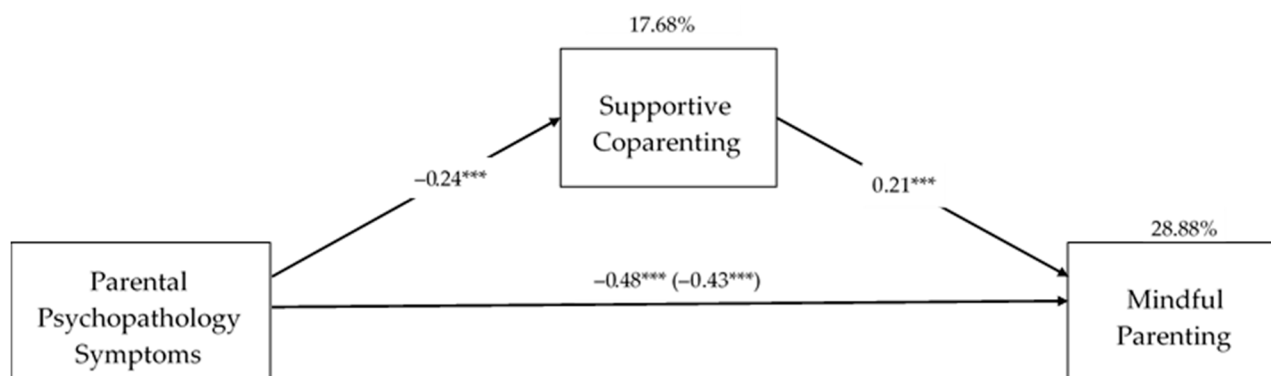 17.68%
Supportive
Coparenting
–0.24***
0.21***
28.88%
Parental
Psychopathology
Symptoms
–0.48*** (–0.43***)
Mindful
Parenting